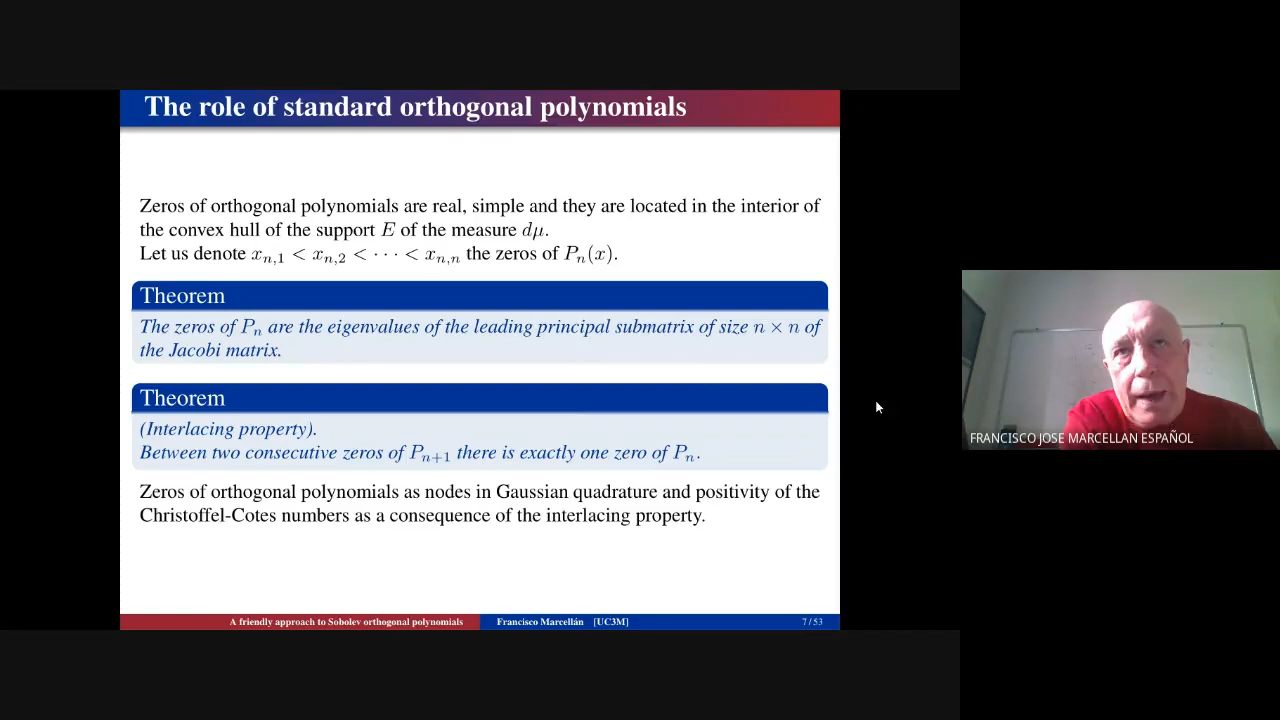 The role of standard orthogonal polynomials
Zeros of orthogonal polynomials are real, simple and they are located in the interior of
the convex hull of the support E of the measure dμ.
Let us denote x_{n,1} < x_{n,2} < ⋯ < x_{n,n} the zeros of P_n(x).
Theorem
The zeros of P_n are the eigenvalues of the leading principal submatrix of size n × n of
the Jacobi matrix.
Theorem
(Interlacing property).
Between two consecutive zeros of P_{n+1} there is exactly one zero of P_n.
Zeros of orthogonal polynomials as nodes in Gaussian quadrature and positivity of the
Christoffel-Cotes numbers as a consequence of the interlacing property.
A friendly approach to Sobolev orthogonal polynomials Francisco Marcellán [UC3M] 7 / 53
FRANCISCO JOSE MARCELLAN ESPAÑOL